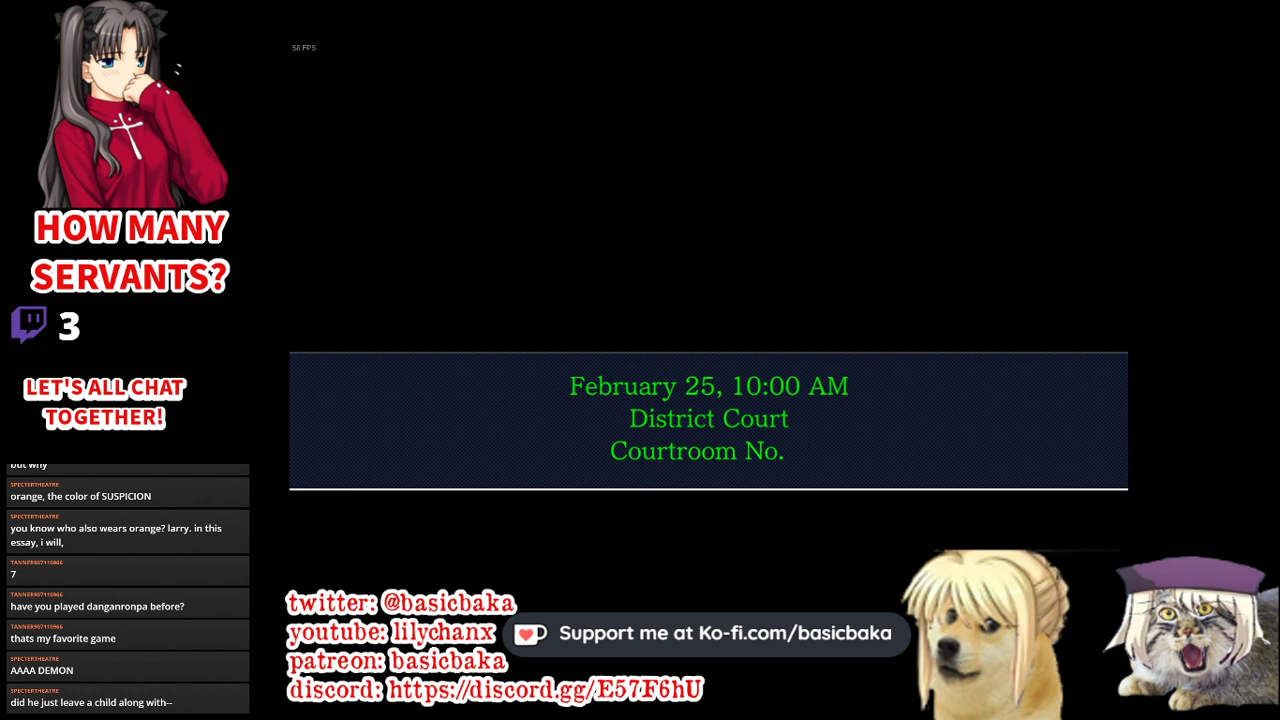 58 FPS
HOW MANY
SERVANTS?
3
LET'S ALL CHAT
TOGETHER!
but why
SPECTERTHEATRE
orange, the color of SUSPICION
SPECTERTHEATRE
you know who also wears orange? larry. in this
essay, i will,
7
have you played danganronpa before?
thats my favorite game
SPECTERTHEATRE
AAAA DEMON
SPECTERTHEATRE
did he just leave a child along with--
February 25, 10:00 AM
District Court
Courtroom No.
twitter: @basicbaka
youtube: lilychanx
patreon: basicbaka
discord: https://discord.gg/E57F6hU
Support me at Ko-fi.com/basicbaka